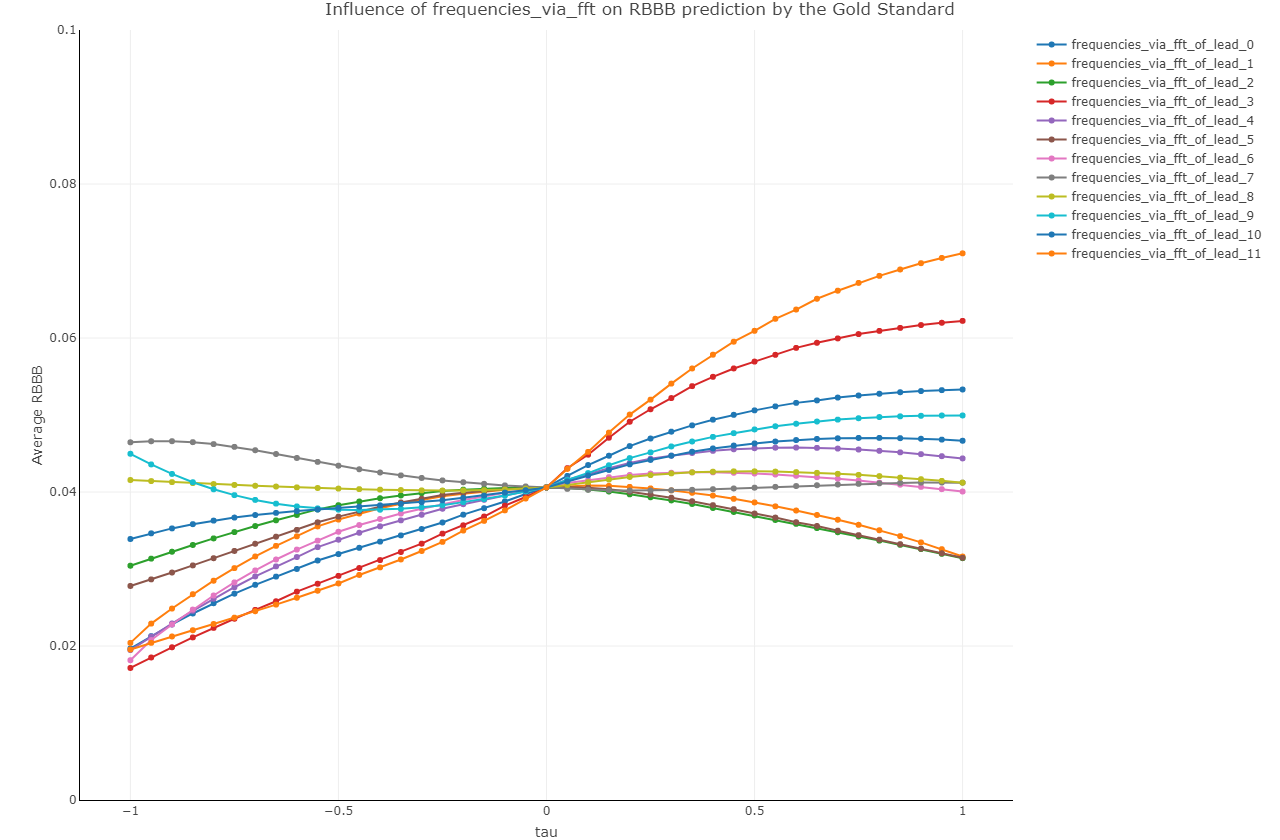 Influence of frequencies_via_fft on RBBB prediction by the Gold Standard
0.1
0.08
0.06
0.04
0.02
0
Average RBBB
−1
−0.5
0
0.5
1
tau
frequencies_via_fft_of_lead_0
frequencies_via_fft_of_lead_1
frequencies_via_fft_of_lead_2
frequencies_via_fft_of_lead_3
frequencies_via_fft_of_lead_4
frequencies_via_fft_of_lead_5
frequencies_via_fft_of_lead_6
frequencies_via_fft_of_lead_7
frequencies_via_fft_of_lead_8
frequencies_via_fft_of_lead_9
frequencies_via_fft_of_lead_10
frequencies_via_fft_of_lead_11